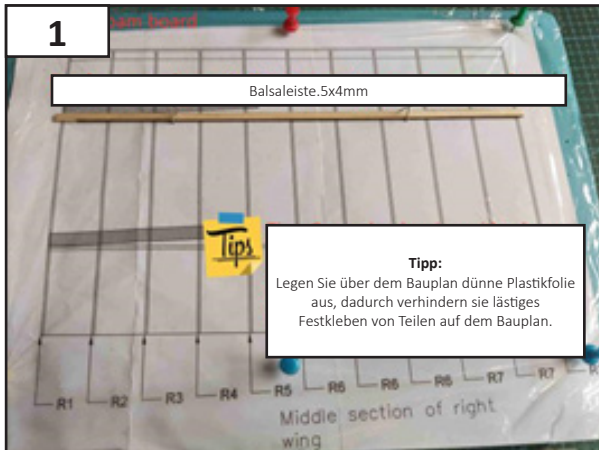 1
am board
Balsaleiste.5x4mm
Tips
Tipp:
Legen Sie über dem Bauplan dünne Plastikfolie
aus, dadurch verhindern sie lästiges
Festkleben von Teilen auf dem Bauplan.
R1 R2 R3 R4 R5 R6 R6 R6 R7 R7
Middle section of right
wing